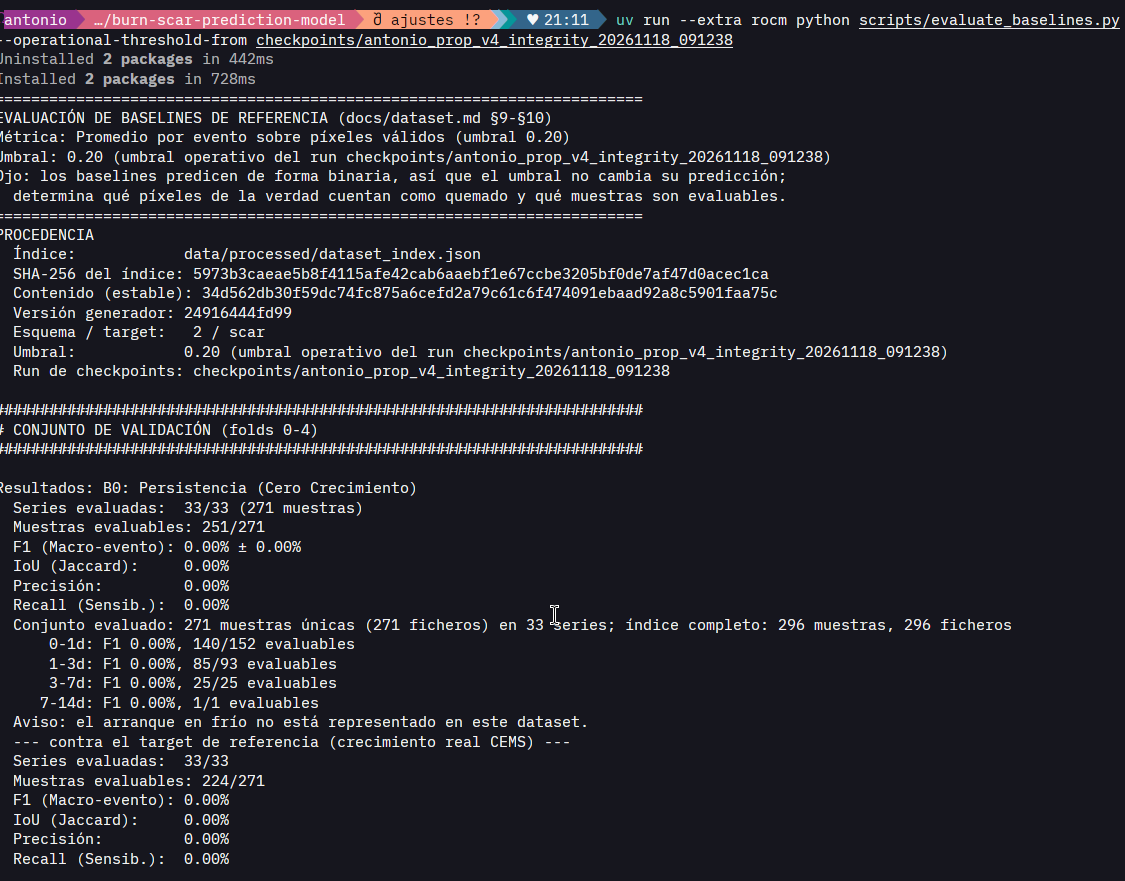 antonio …/burn-scar-prediction-model ajustes !? ♥ 21:11 uv run --extra rocm python scripts/evaluate_baselines.py
--operational-threshold-from checkpoints/antonio_prop_v4_integrity_20261118_091238
Uninstalled 2 packages in 442ms
Installed 2 packages in 728ms
======================================================================
EVALUACIÓN DE BASELINES DE REFERENCIA (docs/dataset.md §9-§10)
Métrica: Promedio por evento sobre píxeles válidos (umbral 0.20)
Umbral: 0.20 (umbral operativo del run checkpoints/antonio_prop_v4_integrity_20261118_091238)
Ojo: los baselines predicen de forma binaria, así que el umbral no cambia su predicción;
  determina qué píxeles de la verdad cuentan como quemado y qué muestras son evaluables.
======================================================================
PROCEDENCIA
  Índice:            data/processed/dataset_index.json
  SHA-256 del índice: 5973b3caeae5b8f4115afe42cab6aaebf1e67ccbe3205bf0de7af47d0acec1ca
  Contenido (estable): 34d562db30f59dc74fc875a6cefd2a79c61c6f474091ebaad92a8c5901faa75c
  Versión generador: 24916444fd99
  Esquema / target:   2 / scar
  Umbral:            0.20 (umbral operativo del run checkpoints/antonio_prop_v4_integrity_20261118_091238)
  Run de checkpoints: checkpoints/antonio_prop_v4_integrity_20261118_091238

######################################################################
# CONJUNTO DE VALIDACIÓN (folds 0-4)
######################################################################

Resultados: B0: Persistencia (Cero Crecimiento)
  Series evaluadas:  33/33 (271 muestras)
  Muestras evaluables: 251/271
  F1 (Macro-evento): 0.00% ± 0.00%
  IoU (Jaccard):     0.00%
  Precisión:         0.00%
  Recall (Sensib.):  0.00%
  Conjunto evaluado: 271 muestras únicas (271 ficheros) en 33 series; índice completo: 296 muestras, 296 ficheros
      0-1d: F1 0.00%, 140/152 evaluables
      1-3d: F1 0.00%, 85/93 evaluables
      3-7d: F1 0.00%, 25/25 evaluables
     7-14d: F1 0.00%, 1/1 evaluables
  Aviso: el arranque en frío no está representado en este dataset.
  --- contra el target de referencia (crecimiento real CEMS) ---
  Series evaluadas:  33/33
  Muestras evaluables: 224/271
  F1 (Macro-evento): 0.00%
  IoU (Jaccard):     0.00%
  Precisión:         0.00%
  Recall (Sensib.):  0.00%